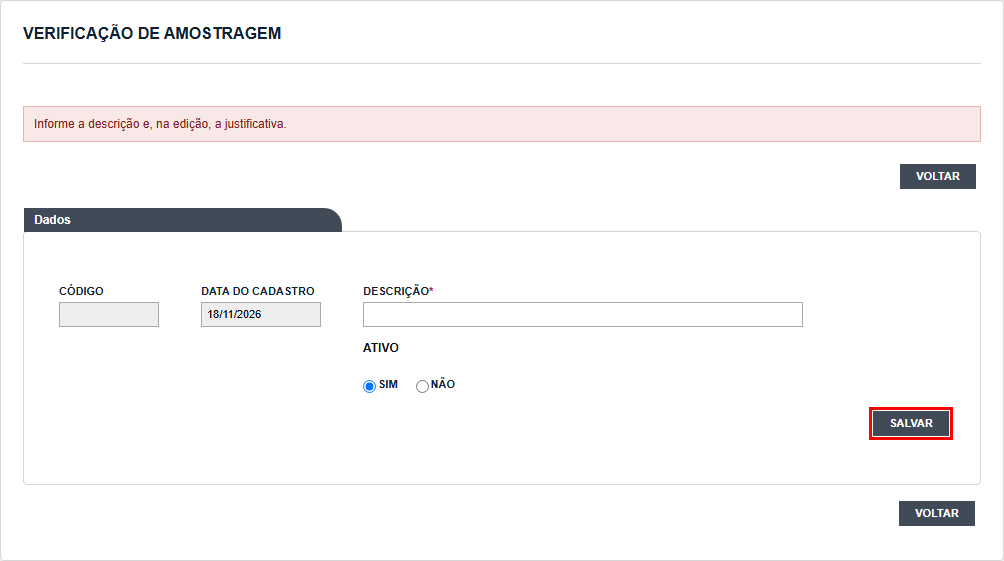 VERIFICAÇÃO DE AMOSTRAGEM
Informe a descrição e, na edição, a justificativa.
VOLTAR
Dados
CÓDIGO DATA DO CADASTRO DESCRIÇÃO*
18/11/2026
ATIVO
SIM NÃO
SALVAR
VOLTAR